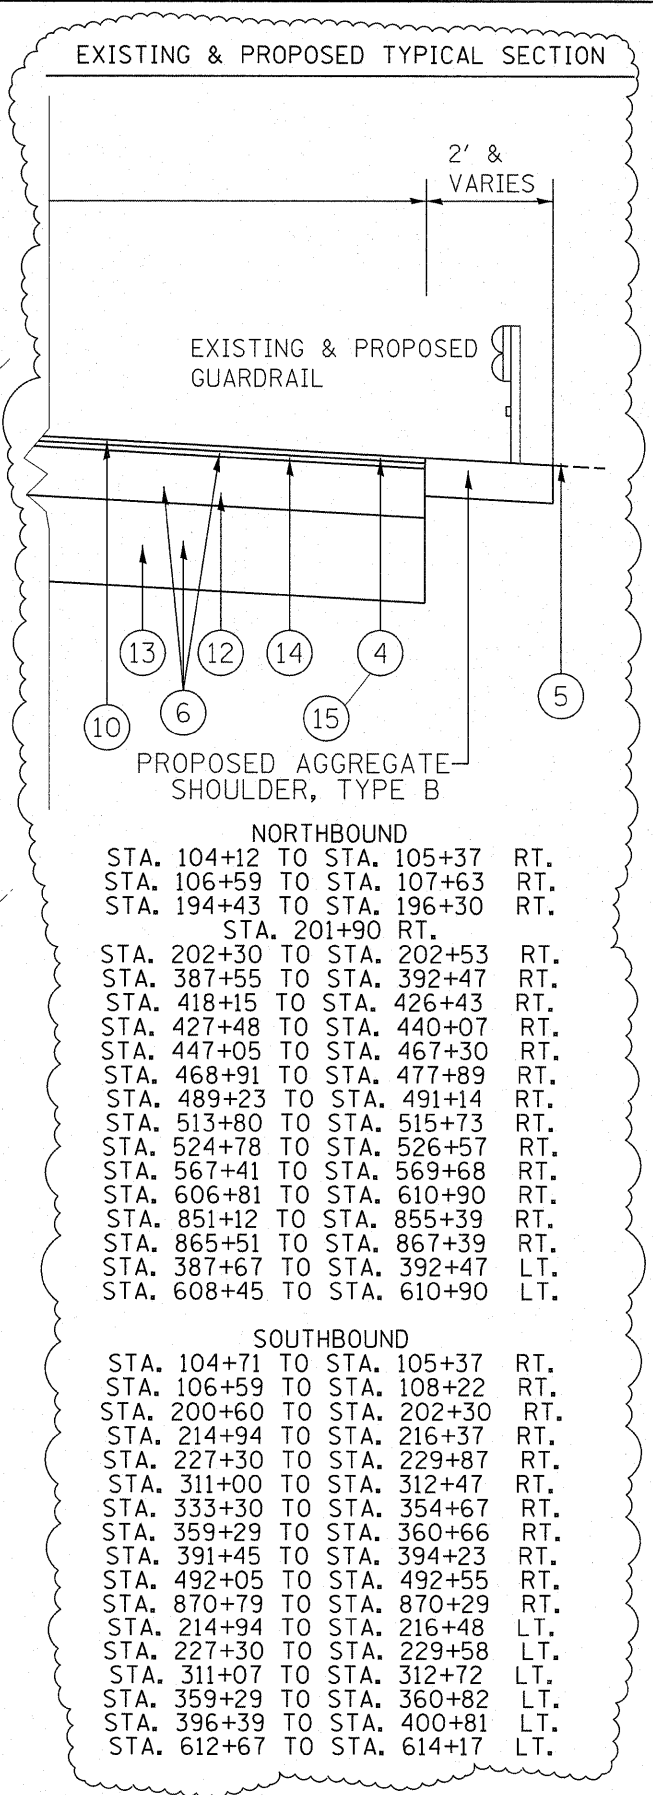 EXISTING & PROPOSED TYPICAL SECTION
2' &
VARIES
EXISTING & PROPOSED
GUARDRAIL
13
12
14
4
10
6
15
5
PROPOSED AGGREGATE
SHOULDER, TYPE B
NORTHBOUND
STA. 104+12 TO STA. 105+37 RT.
STA. 106+59 TO STA. 107+63 RT.
STA. 194+43 TO STA. 196+30 RT.
STA. 201+90 RT.
STA. 202+30 TO STA. 202+53 RT.
STA. 387+55 TO STA. 392+47 RT.
STA. 418+15 TO STA. 426+43 RT.
STA. 427+48 TO STA. 440+07 RT.
STA. 447+05 TO STA. 467+30 RT.
STA. 468+91 TO STA. 477+89 RT.
STA. 489+23 TO STA. 491+14 RT.
STA. 513+80 TO STA. 515+73 RT.
STA. 524+78 TO STA. 526+57 RT.
STA. 567+41 TO STA. 569+68 RT.
STA. 606+81 TO STA. 610+90 RT.
STA. 851+12 TO STA. 855+39 RT.
STA. 865+51 TO STA. 867+39 RT.
STA. 387+67 TO STA. 392+47 LT.
STA. 608+45 TO STA. 610+90 LT.
SOUTHBOUND
STA. 104+71 TO STA. 105+37 RT.
STA. 106+59 TO STA. 108+22 RT.
STA. 200+60 TO STA. 202+30 RT.
STA. 214+94 TO STA. 216+37 RT.
STA. 227+30 TO STA. 229+87 RT.
STA. 311+00 TO STA. 312+47 RT.
STA. 333+30 TO STA. 354+67 RT.
STA. 359+29 TO STA. 360+66 RT.
STA. 391+45 TO STA. 394+23 RT.
STA. 492+05 TO STA. 492+55 RT.
STA. 870+79 TO STA. 870+29 RT.
STA. 214+94 TO STA. 216+48 LT.
STA. 227+30 TO STA. 229+58 LT.
STA. 311+07 TO STA. 312+72 LT.
STA. 359+29 TO STA. 360+82 LT.
STA. 396+39 TO STA. 400+81 LT.
STA. 612+67 TO STA. 614+17 LT.